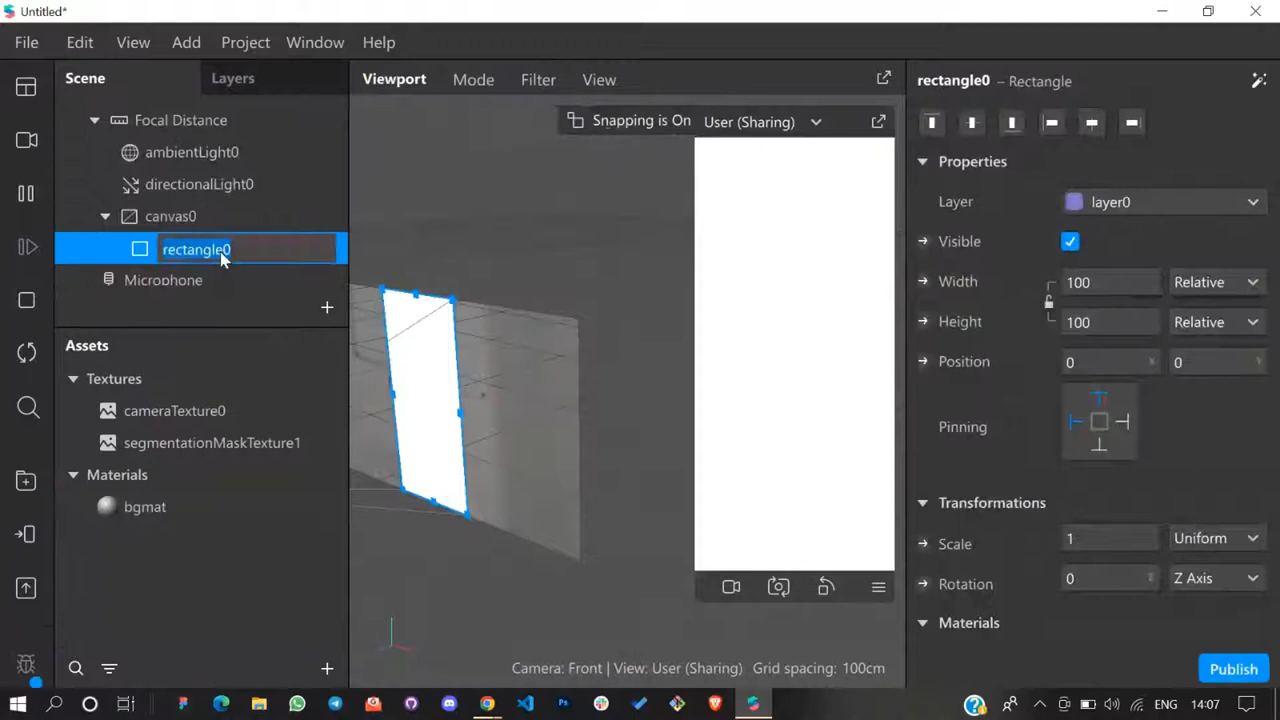 Untitled*
File Edit View Add Project Window Help
Scene Layers
Focal Distance
ambientLight0
directionalLight0
canvas0
rectangle0
Microphone
+
Assets
Textures
cameraTexture0
segmentationMaskTexture1
Materials
bgmat
+
Viewport Mode Filter View
Snapping is On User (Sharing)
Camera: Front | View: User (Sharing) Grid spacing: 100cm
rectangle0 – Rectangle
Properties
Layer layer0
Visible
Width 100 Relative
Height 100 Relative
Position 0 X 0 Y
Pinning
Transformations
Scale 1 Uniform
Rotation 0 Z Axis
Materials
Publish
ENG 14:07